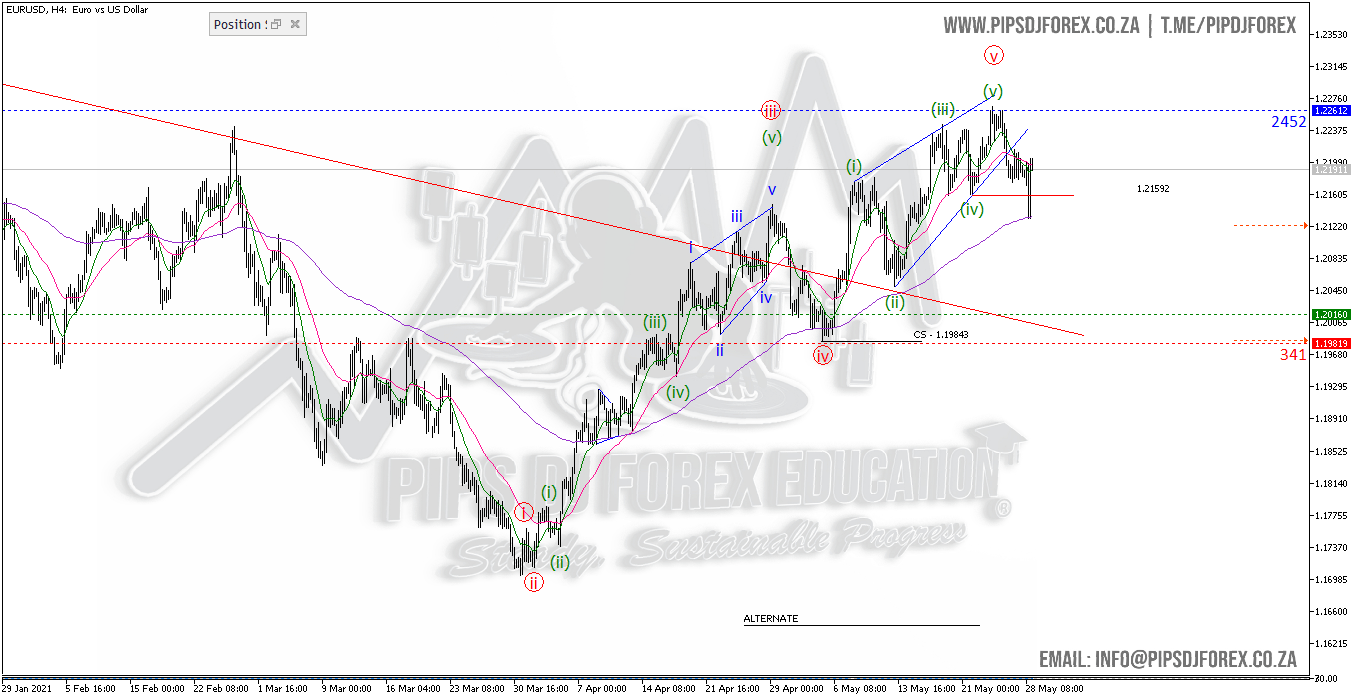 EURUSD, H4: Euro vs US Dollar
Position :
WWW.PIPSDJFOREX.CO.ZA | T.ME/PIPDJFOREX
1.23530
1.23145
1.22760
1.22612
2452
1.22375
1.21990
1.21911
1.21605
1.21592
1.21220
1.20835
1.20450
1.20160
1.20065
1.19819
1.19680
341
1.19295
1.18910
1.18525
1.18140
1.17755
1.17370
1.16985
1.16600
1.16215
30.00
v
(v)
(iii)
iii
(v)
(i)
v
iii
i
(iv)
iv
(ii)
(iii)
ii
CS - 1.19843
iv
(iv)
(i)
i
(ii)
ii
PIPS DJ FOREX EDUCATION
®
Steady, Sustainable Progress
ALTERNATE
EMAIL: INFO@PIPSDJFOREX.CO.ZA
29 Jan 2021 5 Feb 16:00 15 Feb 00:00 22 Feb 08:00 1 Mar 16:00 9 Mar 00:00 16 Mar 04:00 23 Mar 08:00 30 Mar 16:00 7 Apr 00:00 14 Apr 08:00 21 Apr 16:00 29 Apr 00:00 6 May 08:00 13 May 16:00 21 May 00:00 28 May 08:00